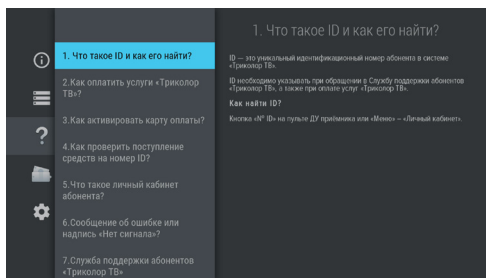 1. Что такое ID и как его найти?
2.Как оплатить услуги «Триколор
ТВ»?
3.Как активировать карту оплаты?
4.Как проверить поступление
средств на номер ID?
5.Что такое личный кабинет
абонента?
6.Сообщение об ошибке или
надпись «Нет сигнала»?
7.Служба поддержки абонентов
«Триколор ТВ»
1. Что такое ID и как его найти?
ID — это уникальный идентификационный номер абонента в системе
«Триколор ТВ».
ID необходимо указывать при обращении в Службу поддержки абонентов
«Триколор ТВ», а также при оплате услуг «Триколор ТВ».
Как найти ID?
Кнопка «№ ID» на пульте ДУ приёмника или «Меню» – «Личный кабинет».